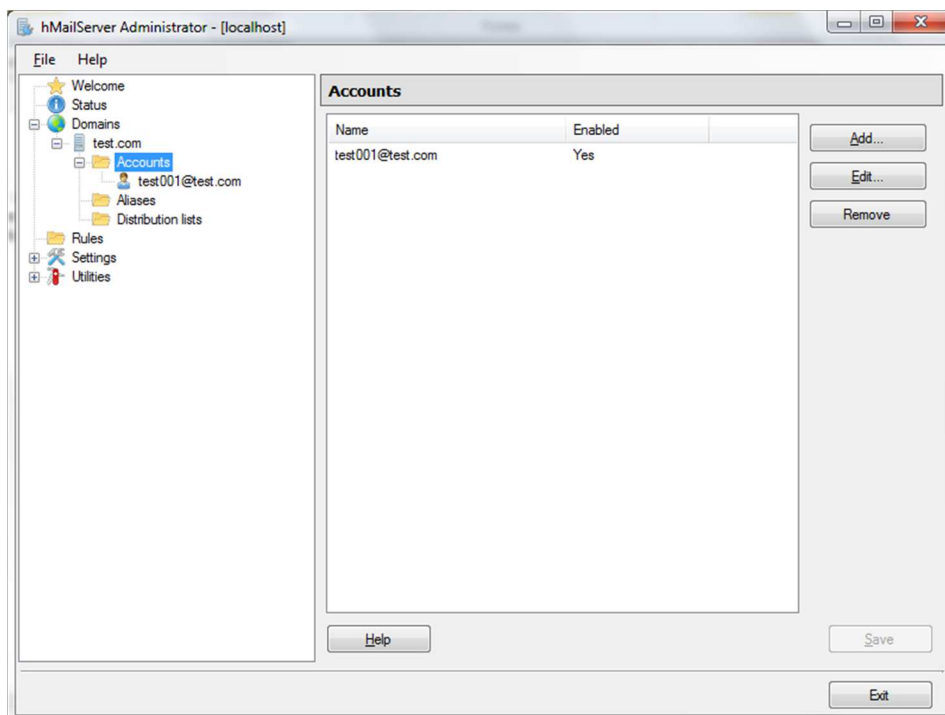 hMailServer Administrator - [localhost]
File Help
Welcome
Status
Domains
test.com
Accounts
test001@test.com
Aliases
Distribution lists
Rules
Settings
Utilities
Accounts
Name Enabled
test001@test.com Yes
Add...
Edit...
Remove
Help
Save
Exit